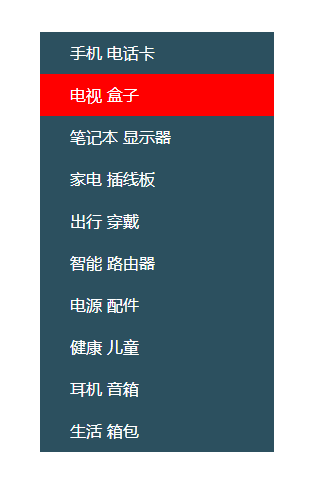 手机 电话卡
电视 盒子
笔记本 显示器
家电 插线板
出行 穿戴
智能 路由器
电源 配件
健康 儿童
耳机 音箱
生活 箱包